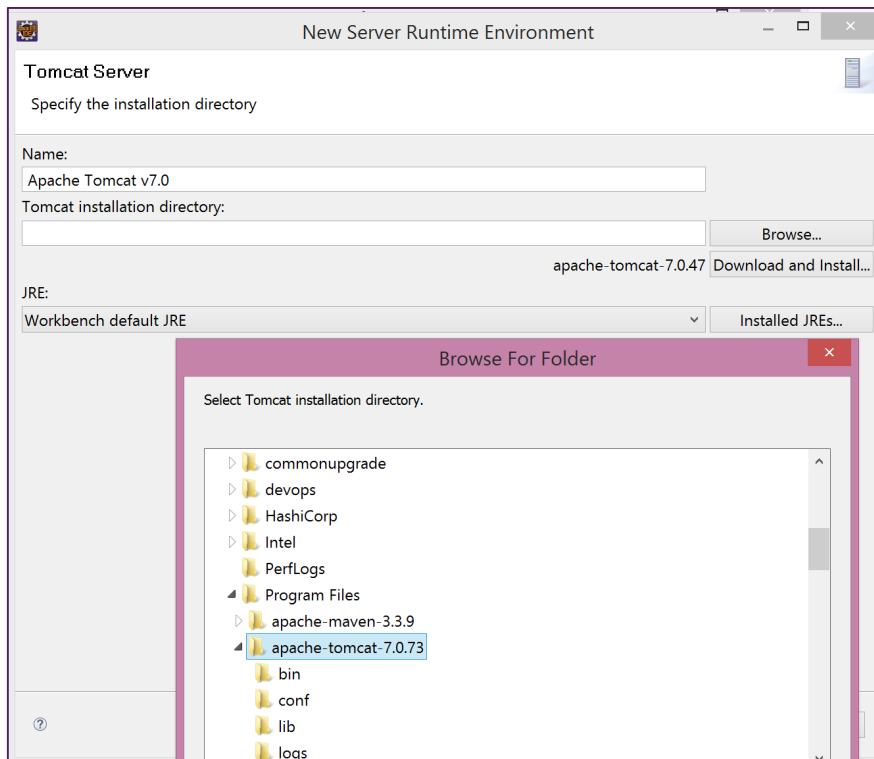 New Server Runtime Environment
Tomcat Server
Specify the installation directory
Name:
Apache Tomcat v7.0
Tomcat installation directory:
Browse...
apache-tomcat-7.0.47 Download and Install...
JRE:
Workbench default JRE
Installed JREs...
Browse For Folder
Select Tomcat installation directory.
commonupgrade
devops
HashiCorp
Intel
PerfLogs
Program Files
apache-maven-3.3.9
apache-tomcat-7.0.73
bin
conf
lib
logs